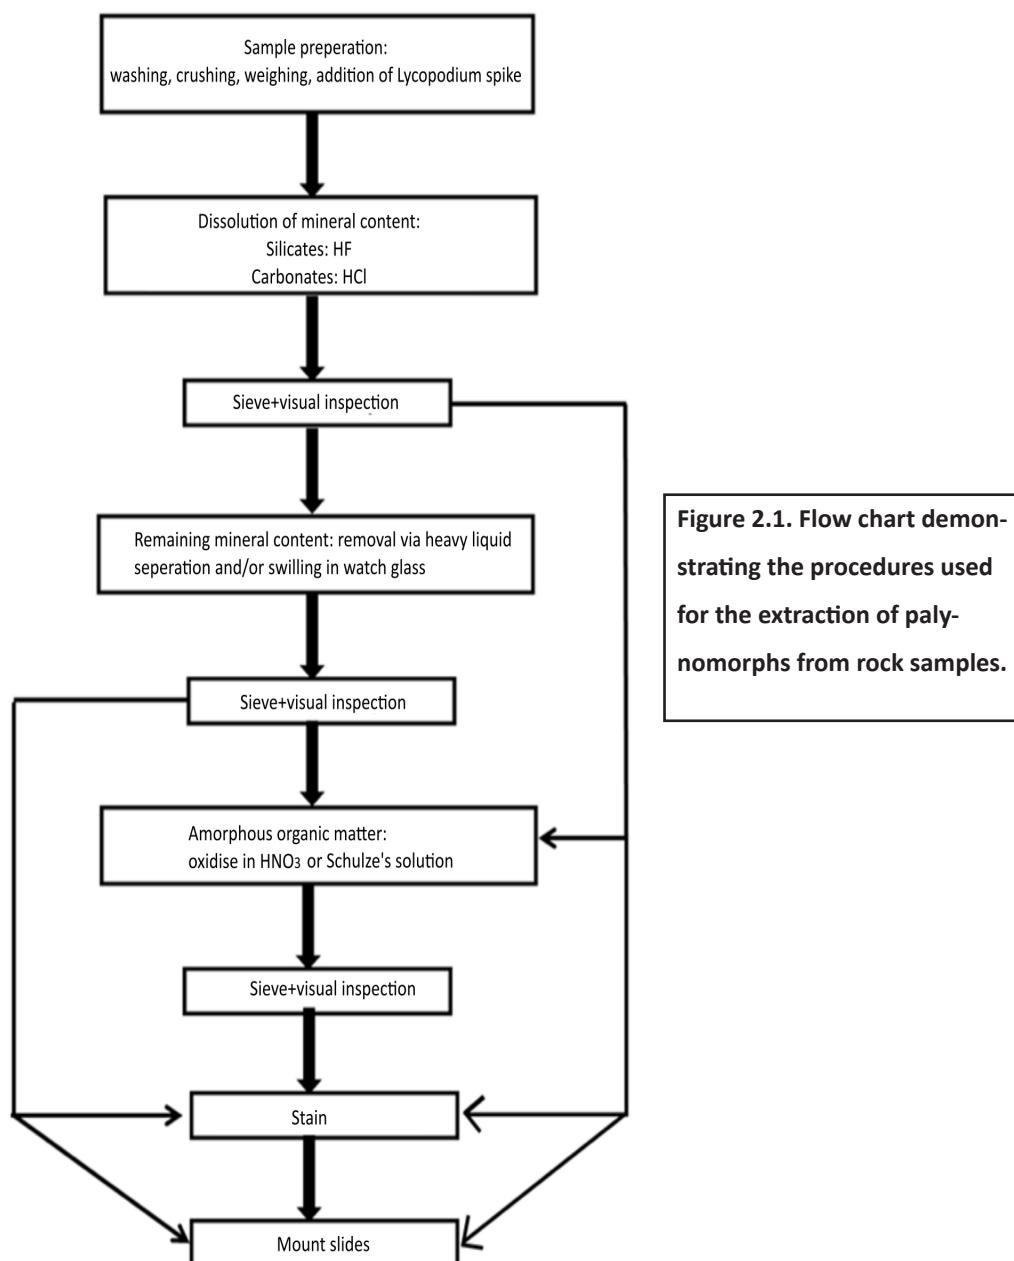 Sample preperation:
washing, crushing, weighing, addition of Lycopodium spike
Dissolution of mineral content:
Silicates: HF
Carbonates: HCl
Sieve+visual inspection
Remaining mineral content: removal via heavy liquid
seperation and/or swilling in watch glass
Sieve+visual inspection
Amorphous organic matter:
oxidise in HNO3 or Schulze's solution
Sieve+visual inspection
Stain
Mount slides
Figure 2.1. Flow chart demon-
strating the procedures used
for the extraction of paly-
nomorphs from rock samples.